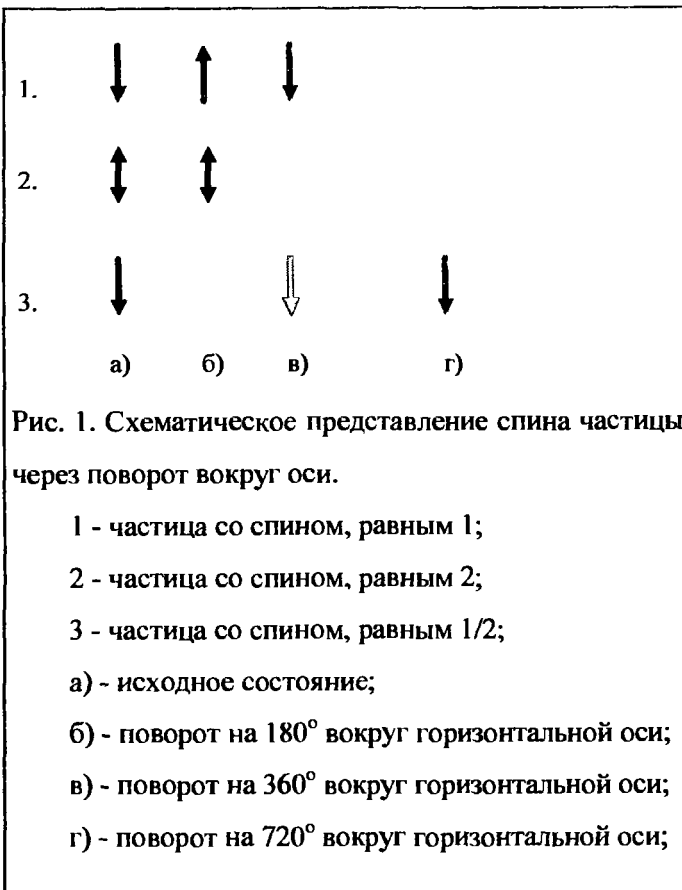 1.
2.
3.
а) б) в) г)
Рис. 1. Схематическое представление спина частицы
через поворот вокруг оси.
1 - частица со спином, равным 1;
2 - частица со спином, равным 2;
3 - частица со спином, равным 1/2;
а) - исходное состояние;
б) - поворот на 180° вокруг горизонтальной оси;
в) - поворот на 360° вокруг горизонтальной оси;
г) - поворот на 720° вокруг горизонтальной оси;